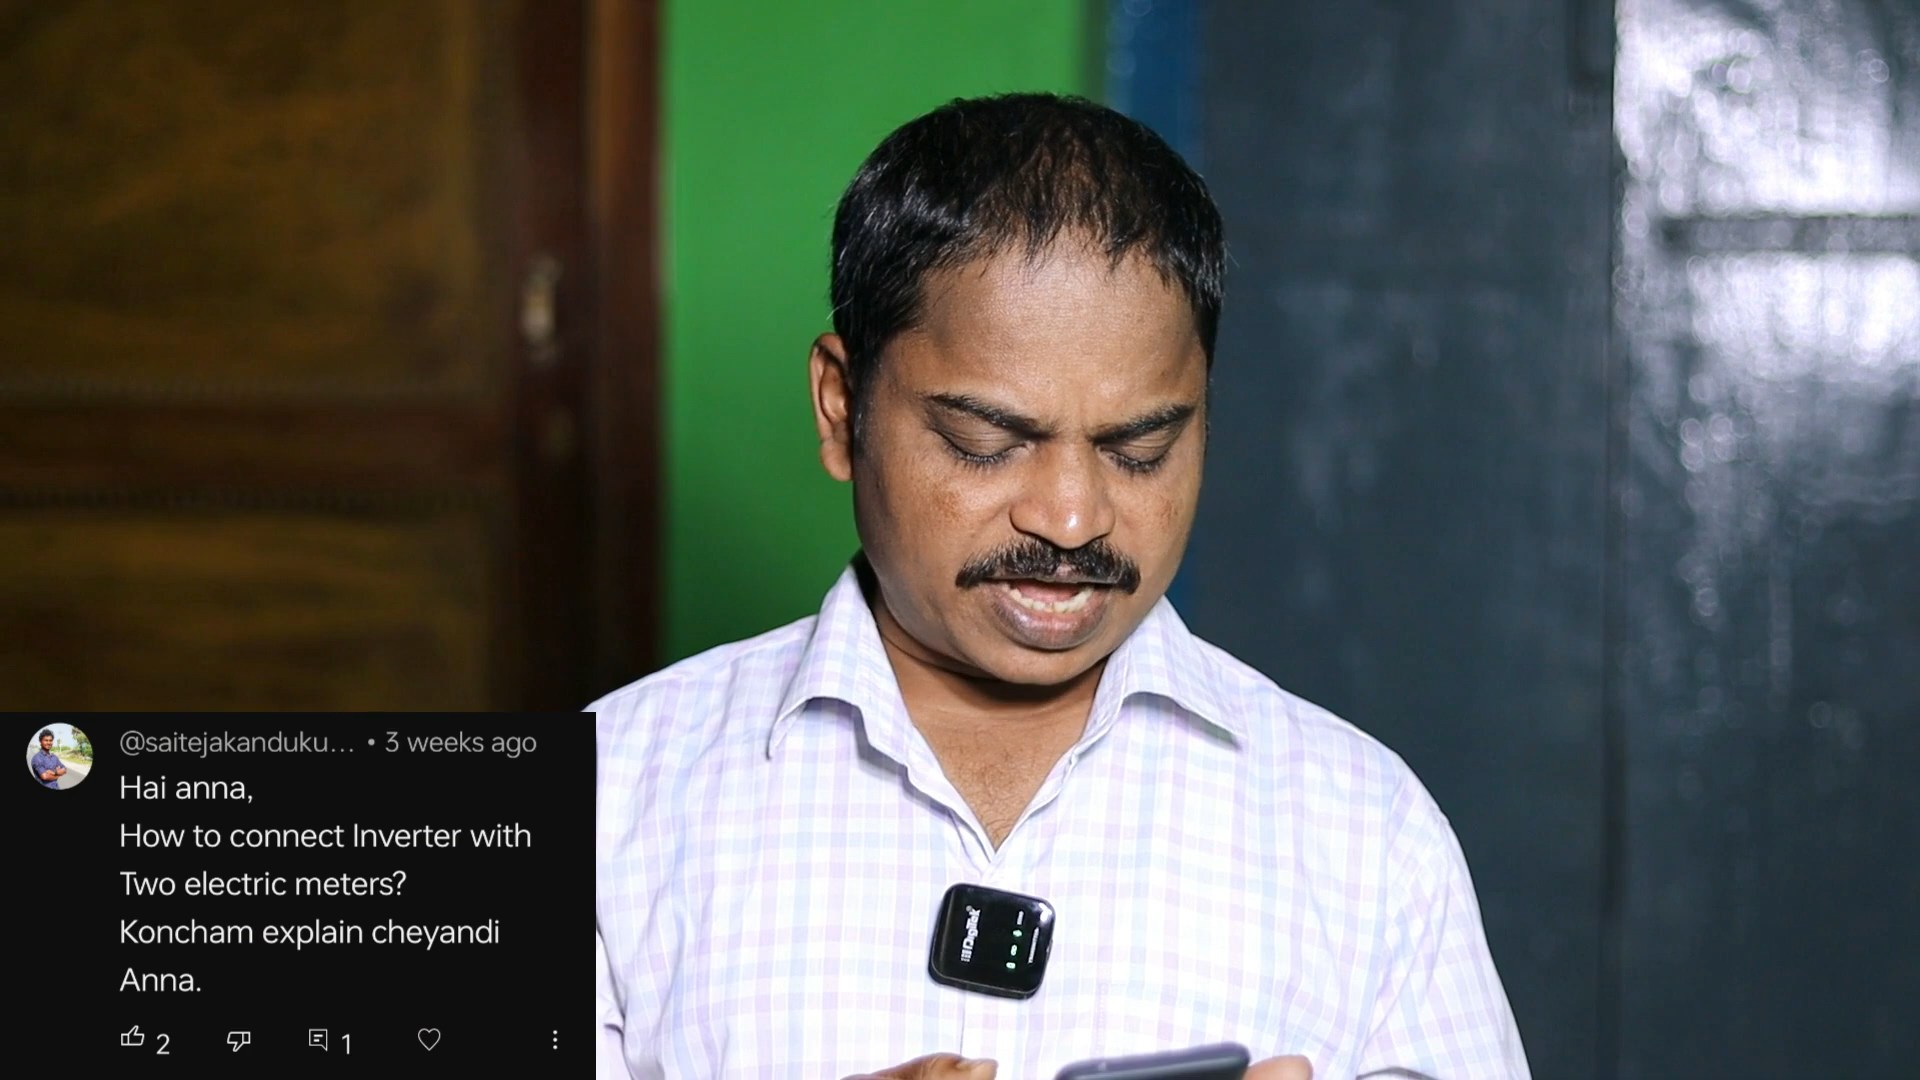 @saitejakanduku... • 3 weeks ago
Hai anna,
How to connect Inverter with
Two electric meters?
Koncham explain cheyandi
Anna.
2
1
DigiTek